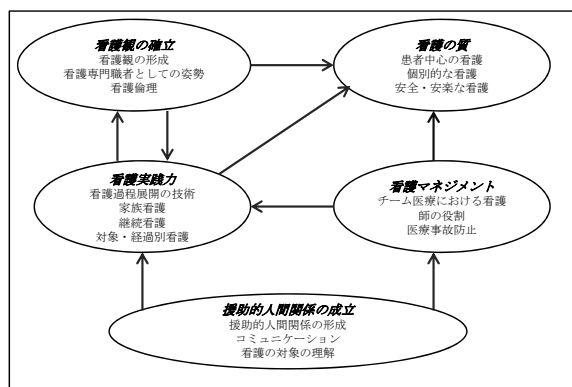 看護観の確立
看護観の形成
看護専門職者としての姿勢
看護倫理
看護の質
患者中心の看護
個別的な看護
安全・安楽な看護
看護実践力
看護過程展開の技術
家族看護
継続看護
対象・経過別看護
看護マネジメント
チーム医療における看護
師の役割
医療事故防止
援助的人間関係の成立
援助的人間関係の形成
コミュニケーション
看護の対象の理解